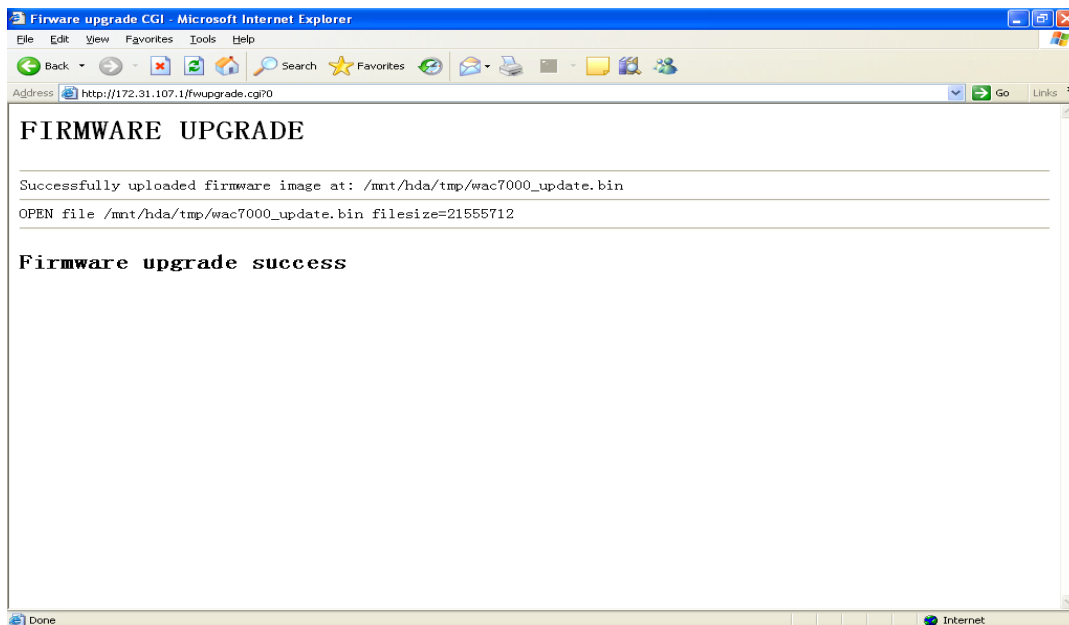 Firware upgrade CGI - Microsoft Internet Explorer
File Edit View Favorites Tools Help
Back Search Favorites
Address http://172.31.107.1/fwupgrade.cgi?0 Go Links
FIRMWARE UPGRADE
Successfully uploaded firmware image at: /mnt/hda/tmp/wac7000_update.bin
OPEN file /mnt/hda/tmp/wac7000_update.bin filesize=21555712
Firmware upgrade success
Done Internet